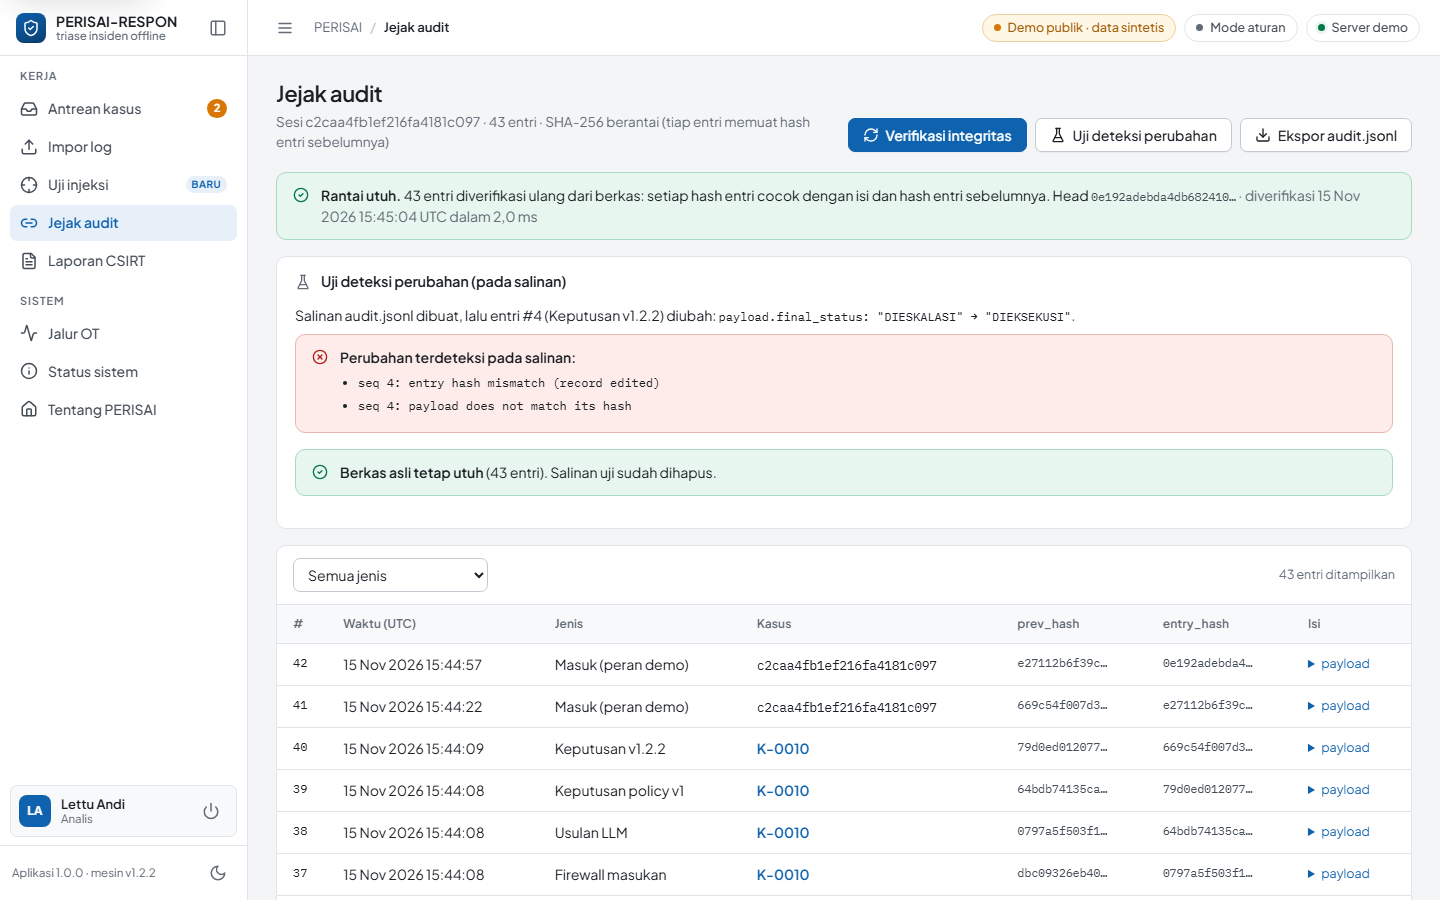 PERISAI-RESPON
triase insiden offline
KERJA
Antrean kasus 2
Impor log
Uji injeksi BARU
Jejak audit
Laporan CSIRT
SISTEM
Jalur OT
Status sistem
Tentang PERISAI
LA
Lettu Andi
Analis
Aplikasi 1.0.0 · mesin v1.2.2
PERISAI / Jejak audit
Demo publik · data sintetis
Mode aturan
Server demo
Jejak audit
Sesi c2caa4fb1ef216fa4181c097 · 43 entri · SHA-256 berantai (tiap entri memuat hash
entri sebelumnya)
Verifikasi integritas
Uji deteksi perubahan
Ekspor audit.jsonl
Rantai utuh. 43 entri diverifikasi ulang dari berkas: setiap hash entri cocok dengan isi dan hash entri sebelumnya. Head 0e192adebda4db682410… · diverifikasi 15 Nov
2026 15:45:04 UTC dalam 2,0 ms
Uji deteksi perubahan (pada salinan)
Salinan audit.jsonl dibuat, lalu entri #4 (Keputusan v1.2.2) diubah: payload.final_status: "DIESKALASI" → "DIEKSEKUSI".
Perubahan terdeteksi pada salinan:
• seq 4: entry hash mismatch (record edited)
• seq 4: payload does not match its hash
Berkas asli tetap utuh (43 entri). Salinan uji sudah dihapus.
Semua jenis
43 entri ditampilkan
# Waktu (UTC) Jenis Kasus prev_hash entry_hash Isi
42 15 Nov 2026 15:44:57 Masuk (peran demo) c2caa4fb1ef216fa4181c097 e27112b6f39c… 0e192adebda4… payload
41 15 Nov 2026 15:44:22 Masuk (peran demo) c2caa4fb1ef216fa4181c097 669c54f007d3… e27112b6f39c… payload
40 15 Nov 2026 15:44:09 Keputusan v1.2.2 K-0010 79d0ed012077… 669c54f007d3… payload
39 15 Nov 2026 15:44:08 Keputusan policy v1 K-0010 64bdb74135ca… 79d0ed012077… payload
38 15 Nov 2026 15:44:08 Usulan LLM K-0010 0797a5f503f1… 64bdb74135ca… payload
37 15 Nov 2026 15:44:08 Firewall masukan K-0010 dbc09326eb40… 0797a5f503f1… payload